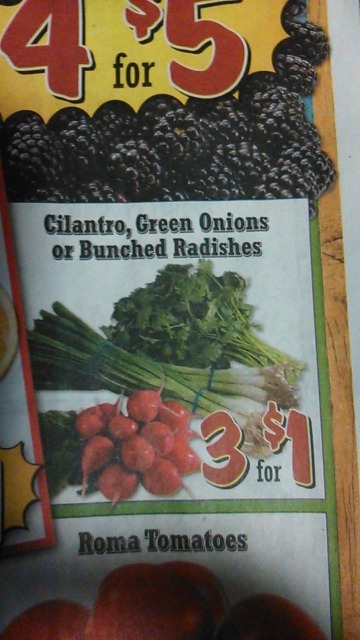 4 for $5
Cilantro, Green Onions
or Bunched Radishes
3 for $1
Roma Tomatoes